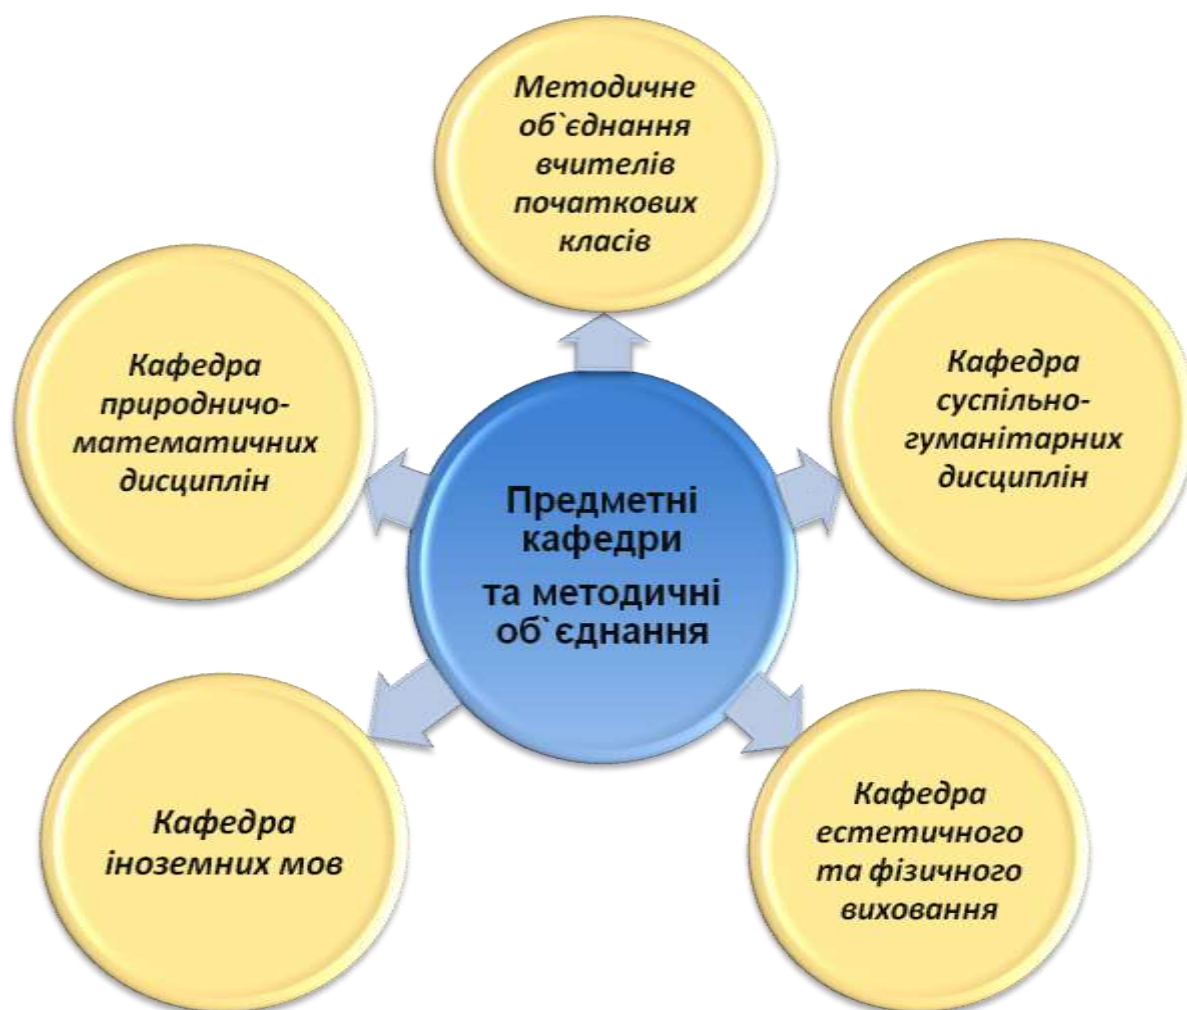 Методичне
об`єднання
вчителів
початкових
класів
Кафедра
природничо-
математичних
дисциплін
Кафедра
суспільно-
гуманітарних
дисциплін
Предметні
кафедри
та методичні
об`єднання
Кафедра
іноземних мов
Кафедра
естетичного
та фізичного
виховання